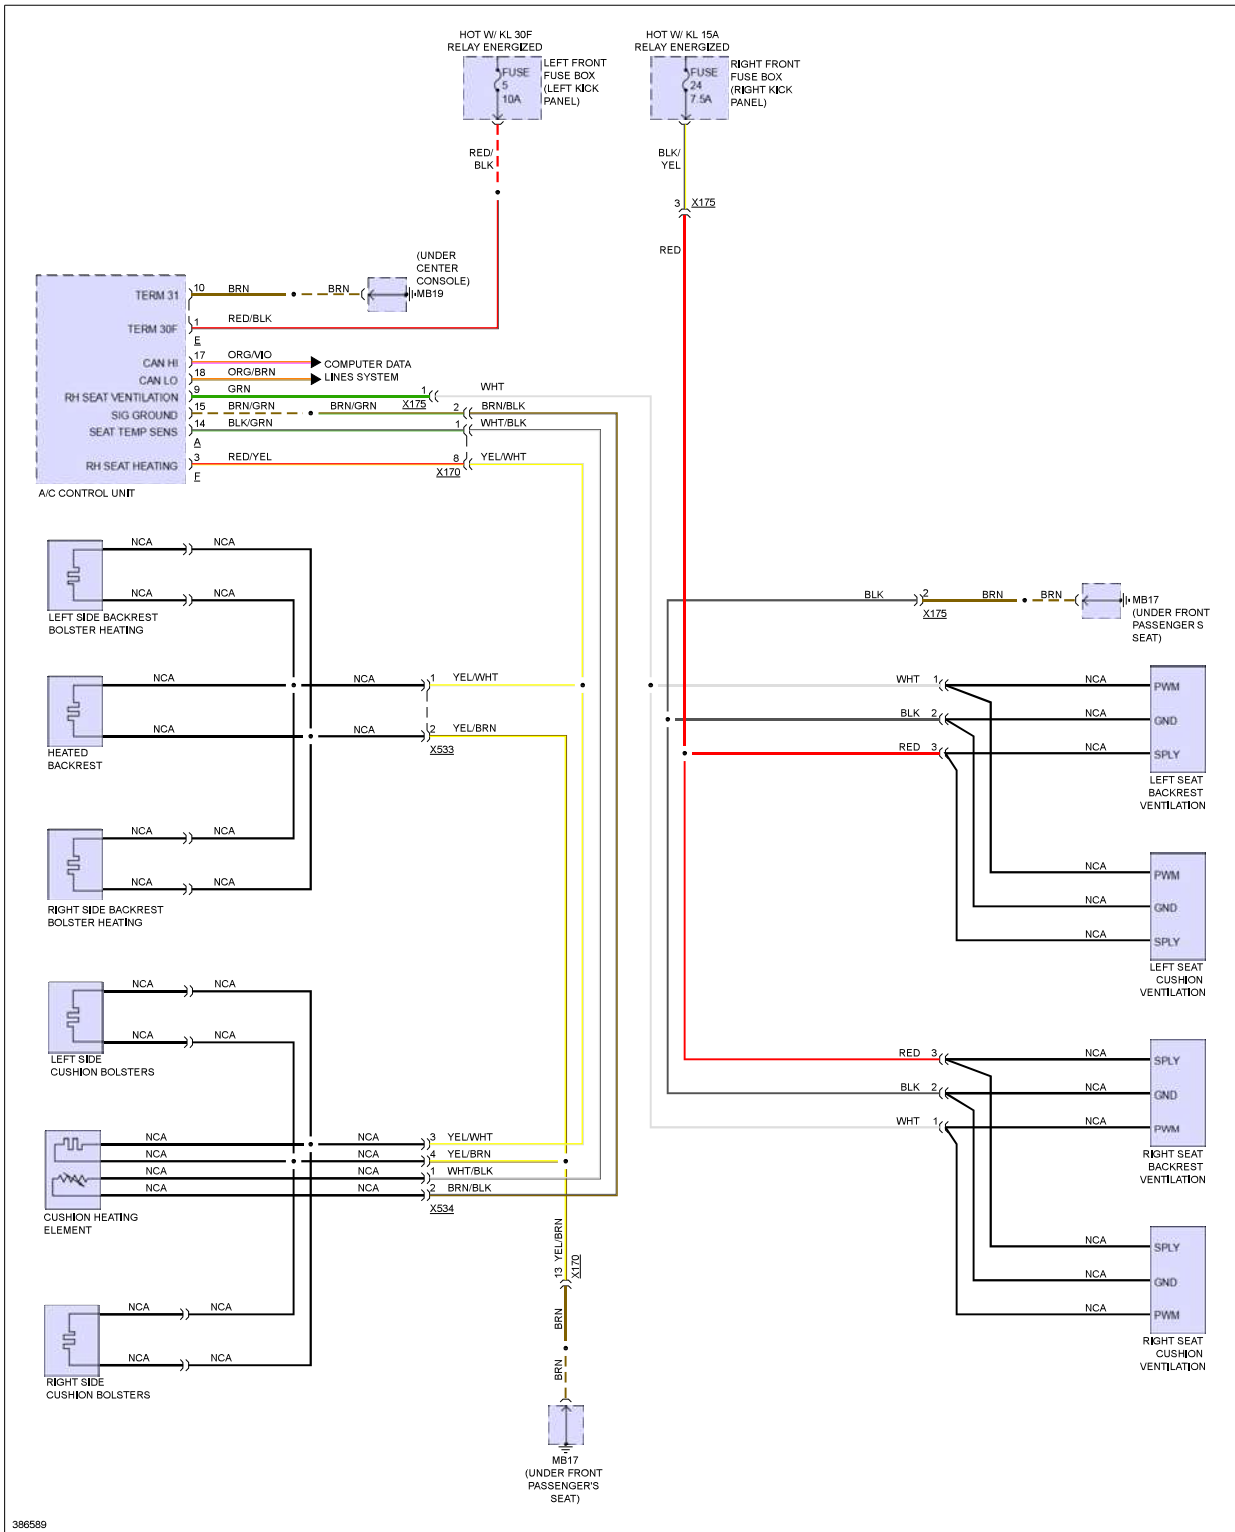 HOT W/ KL 30F
RELAY ENERGIZED
FUSE
5
10A
LEFT FRONT
FUSE BOX
(LEFT KICK
PANEL)
HOT W/ KL 15A
RELAY ENERGIZED
FUSE
24
7.5A
RIGHT FRONT
FUSE BOX
(RIGHT KICK
PANEL)
RED/
BLK
BLK/
YEL
3 X175
RED
(UNDER
CENTER
CONSOLE)
MB19
TERM 31 10 BRN BRN
TERM 30F 1 RED/BLK
E
CAN HI 17 ORG/VIO
CAN LO 18 ORG/BRN
COMPUTER DATA
LINES SYSTEM
RH SEAT VENTILATION 9 GRN 1 WHT
X175
SIG GROUND 15 BRN/GRN BRN/GRN 2 BRN/BLK
SEAT TEMP SENS 14 BLK/GRN 1 WHT/BLK
A
RH SEAT HEATING 3 RED/YEL 8 YEL/WHT
F X170
A/C CONTROL UNIT
NCA NCA
NCA NCA
LEFT SIDE BACKREST
BOLSTER HEATING
NCA NCA 1 YEL/WHT
NCA NCA 2 YEL/BRN
X533
HEATED
BACKREST
NCA NCA
NCA NCA
RIGHT SIDE BACKREST
BOLSTER HEATING
NCA NCA
NCA NCA
LEFT SIDE
CUSHION BOLSTERS
NCA NCA 3 YEL/WHT
NCA NCA 4 YEL/BRN
NCA NCA 1 WHT/BLK
NCA NCA 2 BRN/BLK
X534
CUSHION HEATING
ELEMENT
NCA NCA
NCA NCA
RIGHT SIDE
CUSHION BOLSTERS
13 YEL/BRN
X170
BRN
BRN
MB17
(UNDER FRONT
PASSENGER'S
SEAT)
BLK 2 BRN BRN
X175
MB17
(UNDER FRONT
PASSENGER S
SEAT)
WHT 1 NCA PWM
BLK 2 NCA GND
RED 3 NCA SPLY
LEFT SEAT
BACKREST
VENTILATION
NCA PWM
NCA GND
NCA SPLY
LEFT SEAT
CUSHION
VENTILATION
RED 3 NCA SPLY
BLK 2 NCA GND
WHT 1 NCA PWM
RIGHT SEAT
BACKREST
VENTILATION
NCA SPLY
NCA GND
NCA PWM
RIGHT SEAT
CUSHION
VENTILATION
386589